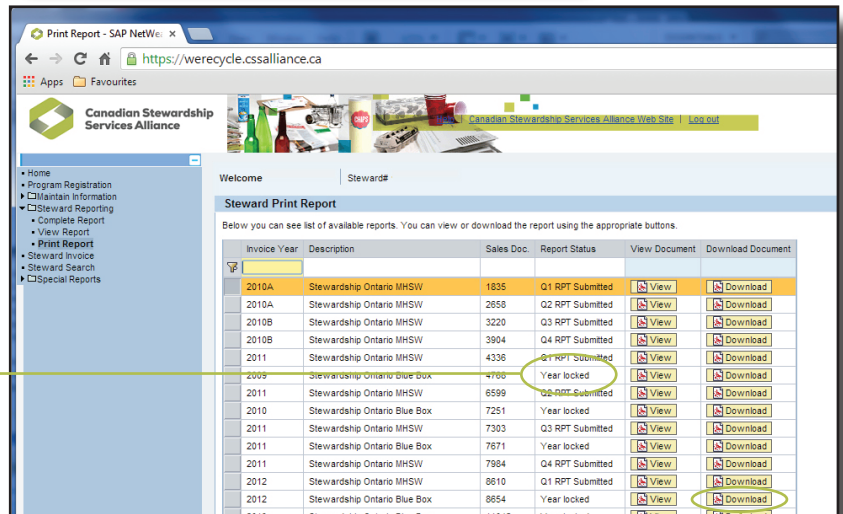 Print Report - SAP NetWea
https://werecycle.cssalliance.ca
Apps Favourites
Canadian Stewardship
Services Alliance
CHIPS
Canadian Stewardship Services Alliance Web Site | Log out
Home
Program Registration
Maintain Information
Steward Reporting
Complete Report
View Report
Print Report
Steward Invoice
Steward Search
Special Reports
Welcome Steward#
Steward Print Report
Below you can see list of available reports. You can view or download the report using the appropriate buttons.
Invoice Year Description Sales Doc. Report Status View Document Download Document
2010A Stewardship Ontario MHSW 1835 Q1 RPT Submitted View Download
2010A Stewardship Ontario MHSW 2658 Q2 RPT Submitted View Download
2010B Stewardship Ontario MHSW 3220 Q3 RPT Submitted View Download
2010B Stewardship Ontario MHSW 3904 Q4 RPT Submitted View Download
2011 Stewardship Ontario MHSW 4336 Q1 RPT Submitted View Download
2009 Stewardship Ontario Blue Box 4766 Year locked View Download
2011 Stewardship Ontario MHSW 6599 Q2 RPT Submitted View Download
2010 Stewardship Ontario Blue Box 7251 Year locked View Download
2011 Stewardship Ontario MHSW 7303 Q3 RPT Submitted View Download
2011 Stewardship Ontario Blue Box 7671 Year locked View Download
2011 Stewardship Ontario MHSW 7984 Q4 RPT Submitted View Download
2012 Stewardship Ontario MHSW 8610 Q1 RPT Submitted View Download
2012 Stewardship Ontario Blue Box 8654 Year locked View Download